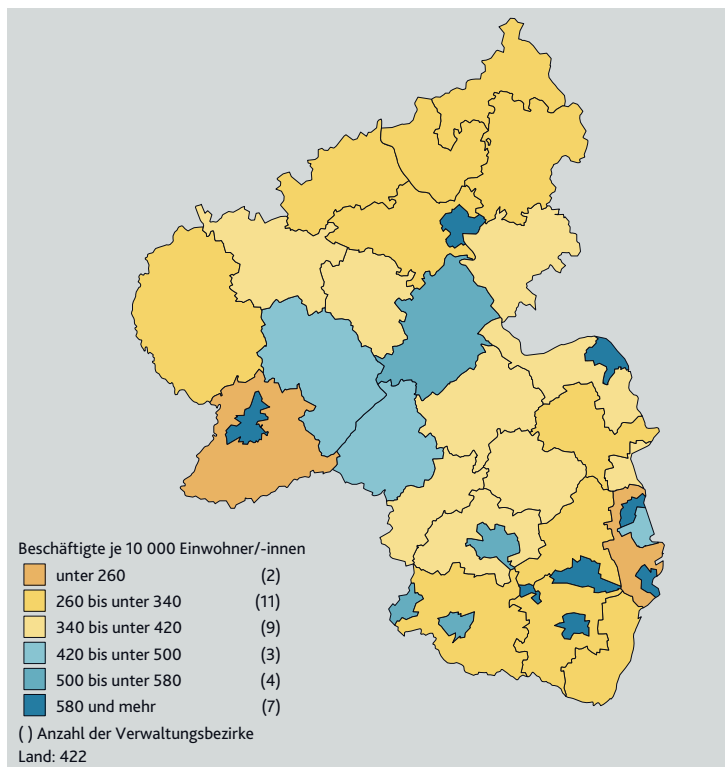 Beschäftigte je 10 000 Einwohner/-innen
unter 260 (2)
260 bis unter 340 (11)
340 bis unter 420 (9)
420 bis unter 500 (3)
500 bis unter 580 (4)
580 und mehr (7)
( ) Anzahl der Verwaltungsbezirke
Land: 422